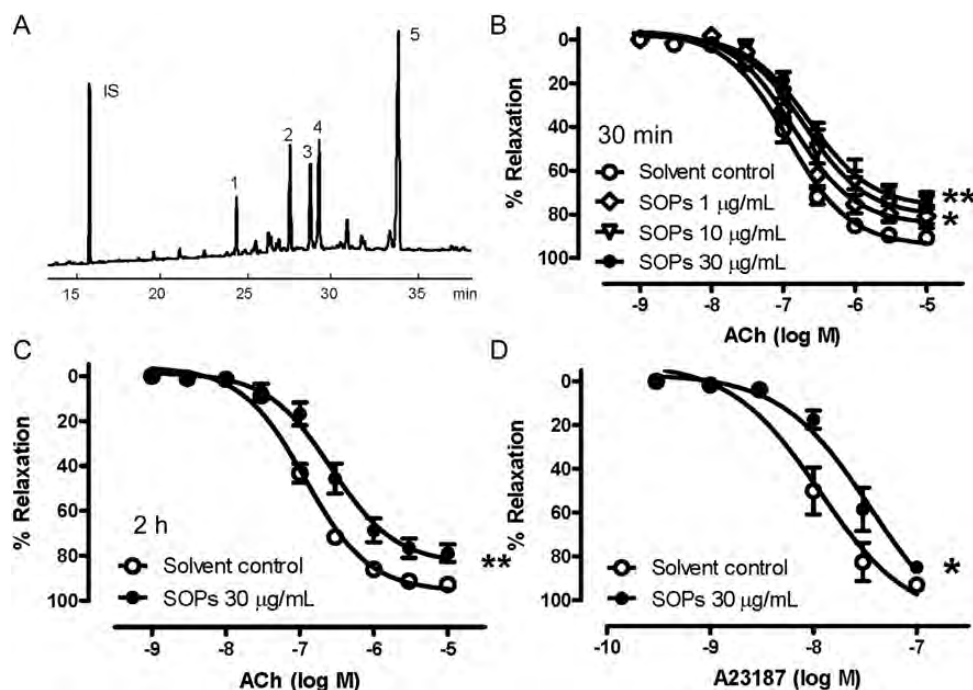 A
IS
1
2
3
4
5
15
20
25
30
35
min
B
% Relaxation
0
20
40
60
80
100
30 min
Solvent control
SOPs 1 µg/mL
SOPs 10 µg/mL
SOPs 30 µg/mL
**
*
-9
-8
-7
-6
-5
ACh (log M)
C
% Relaxation
0
20
40
60
80
100
2 h
Solvent control
SOPs 30 µg/mL
**
-9
-8
-7
-6
-5
ACh (log M)
D
% Relaxation
0
20
40
60
80
100
Solvent control
SOPs 30 µg/mL
*
-10
-9
-8
-7
A23187 (log M)